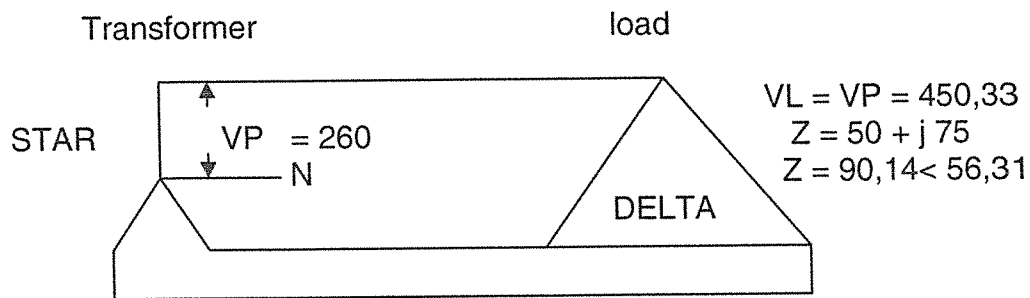 Transformer
load
STAR
VP = 260
N
DELTA
VL = VP = 450,33
Z = 50 + j 75
Z = 90,14< 56,31